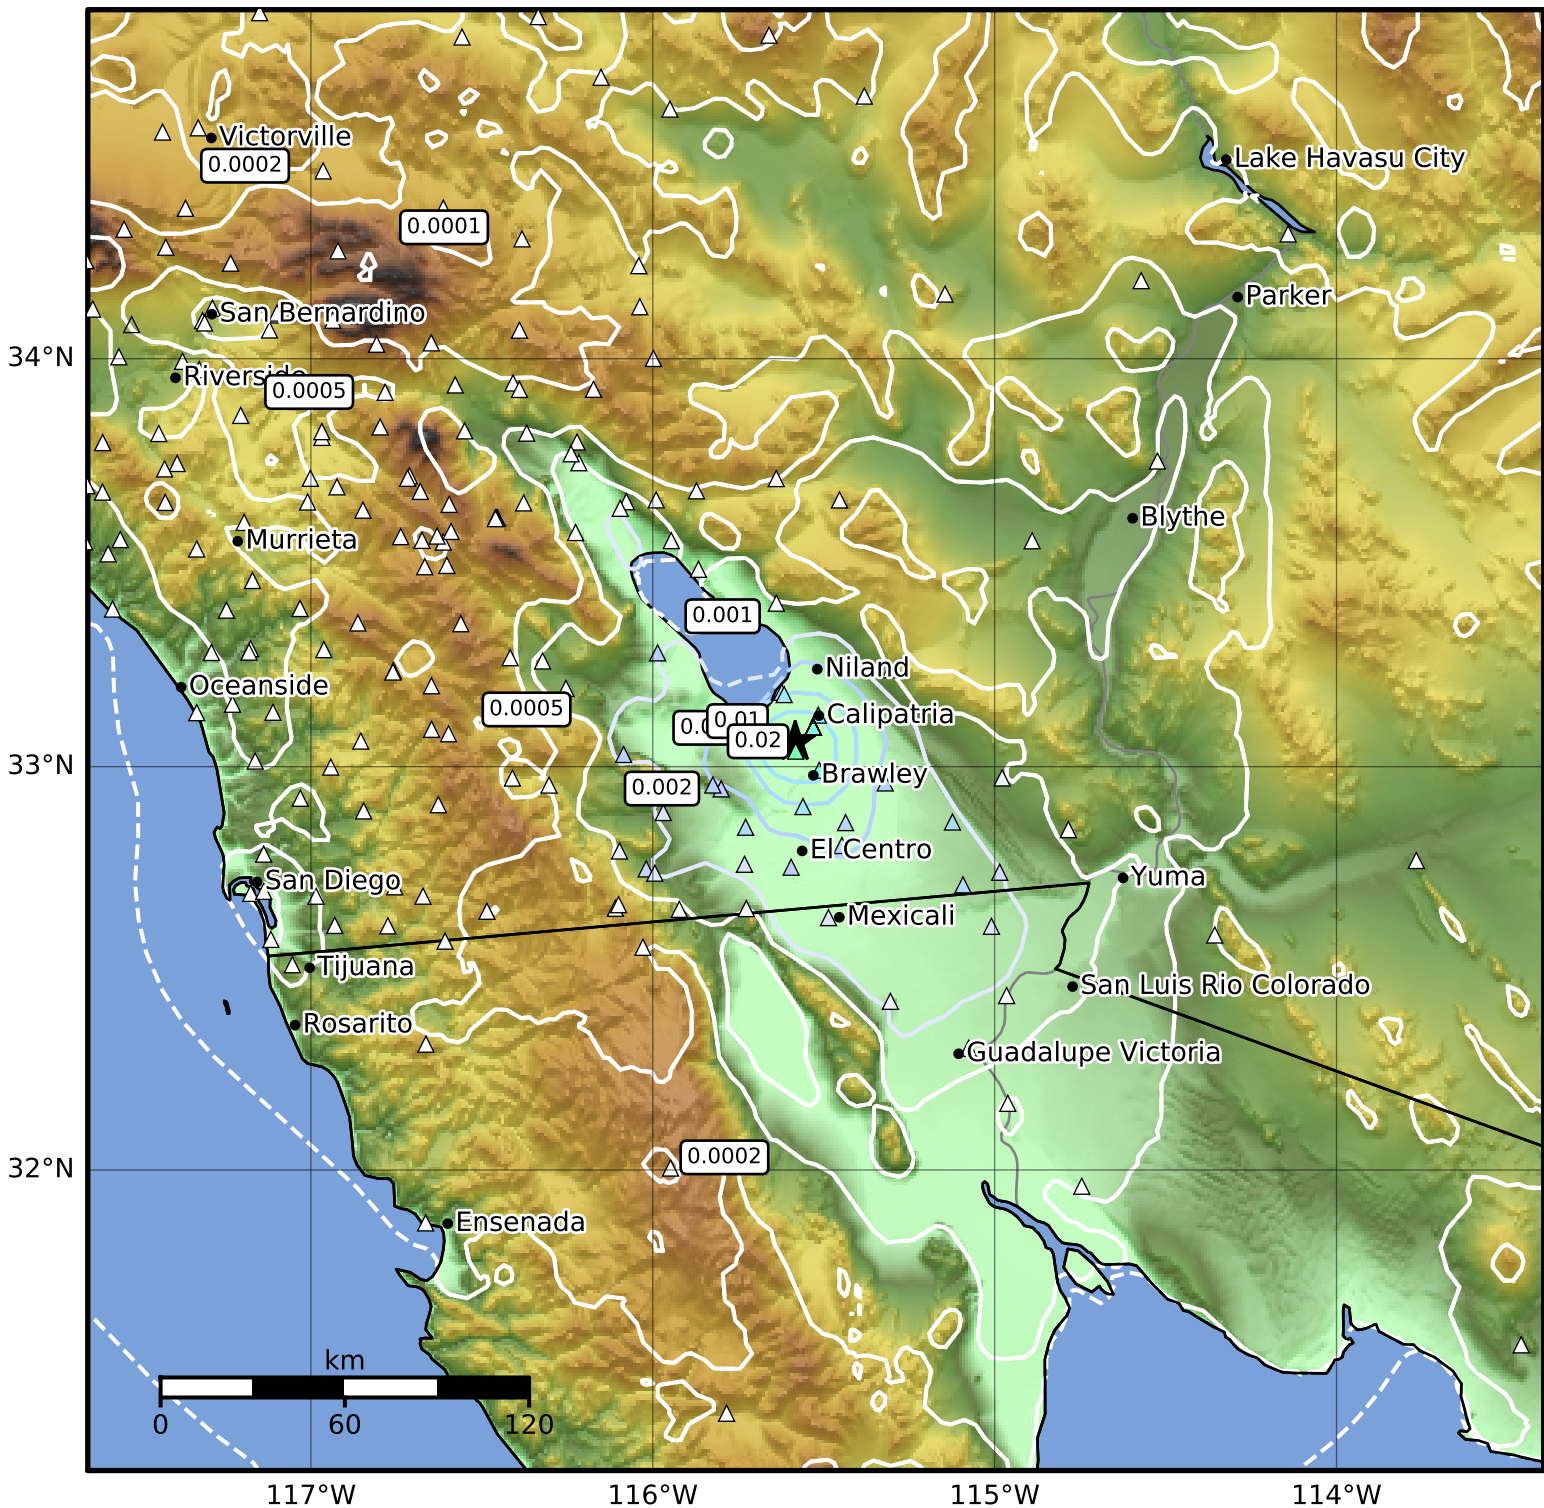 Victorville
0.0002
Lake Havasu City
0.0001
Parker
San Bernardino
34°N
Riverside
0.0005
Blythe
Murrieta
0.001
Niland
Oceanside
0.0005
Calipatria
0.01
0.02
33°N
Brawley
0.002
El Centro
San Diego
Yuma
Mexicali
Tijuana
San Luis Rio Colorado
Rosarito
Guadalupe Victoria
0.0002
32°N
Ensenada
km
0 60 120
117°W 116°W 115°W 114°W